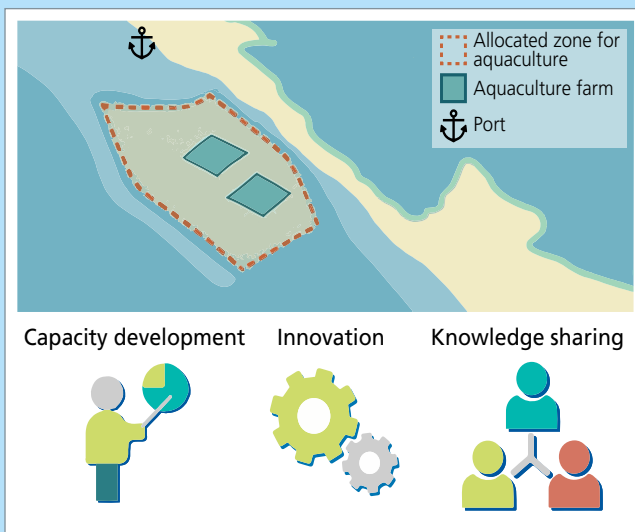 Allocated zone for
aquaculture
Aquaculture farm
Port
Capacity development
Innovation
Knowledge sharing